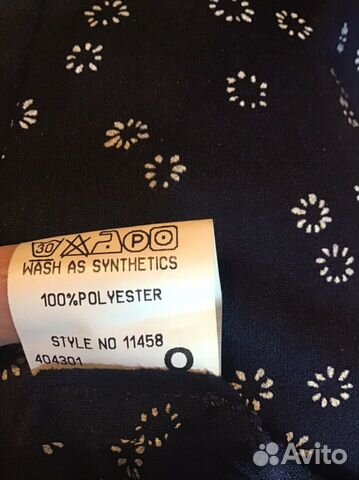 30 P
WASH AS SYNTHETICS
100%POLYESTER
STYLE NO 11458
404301
Avito